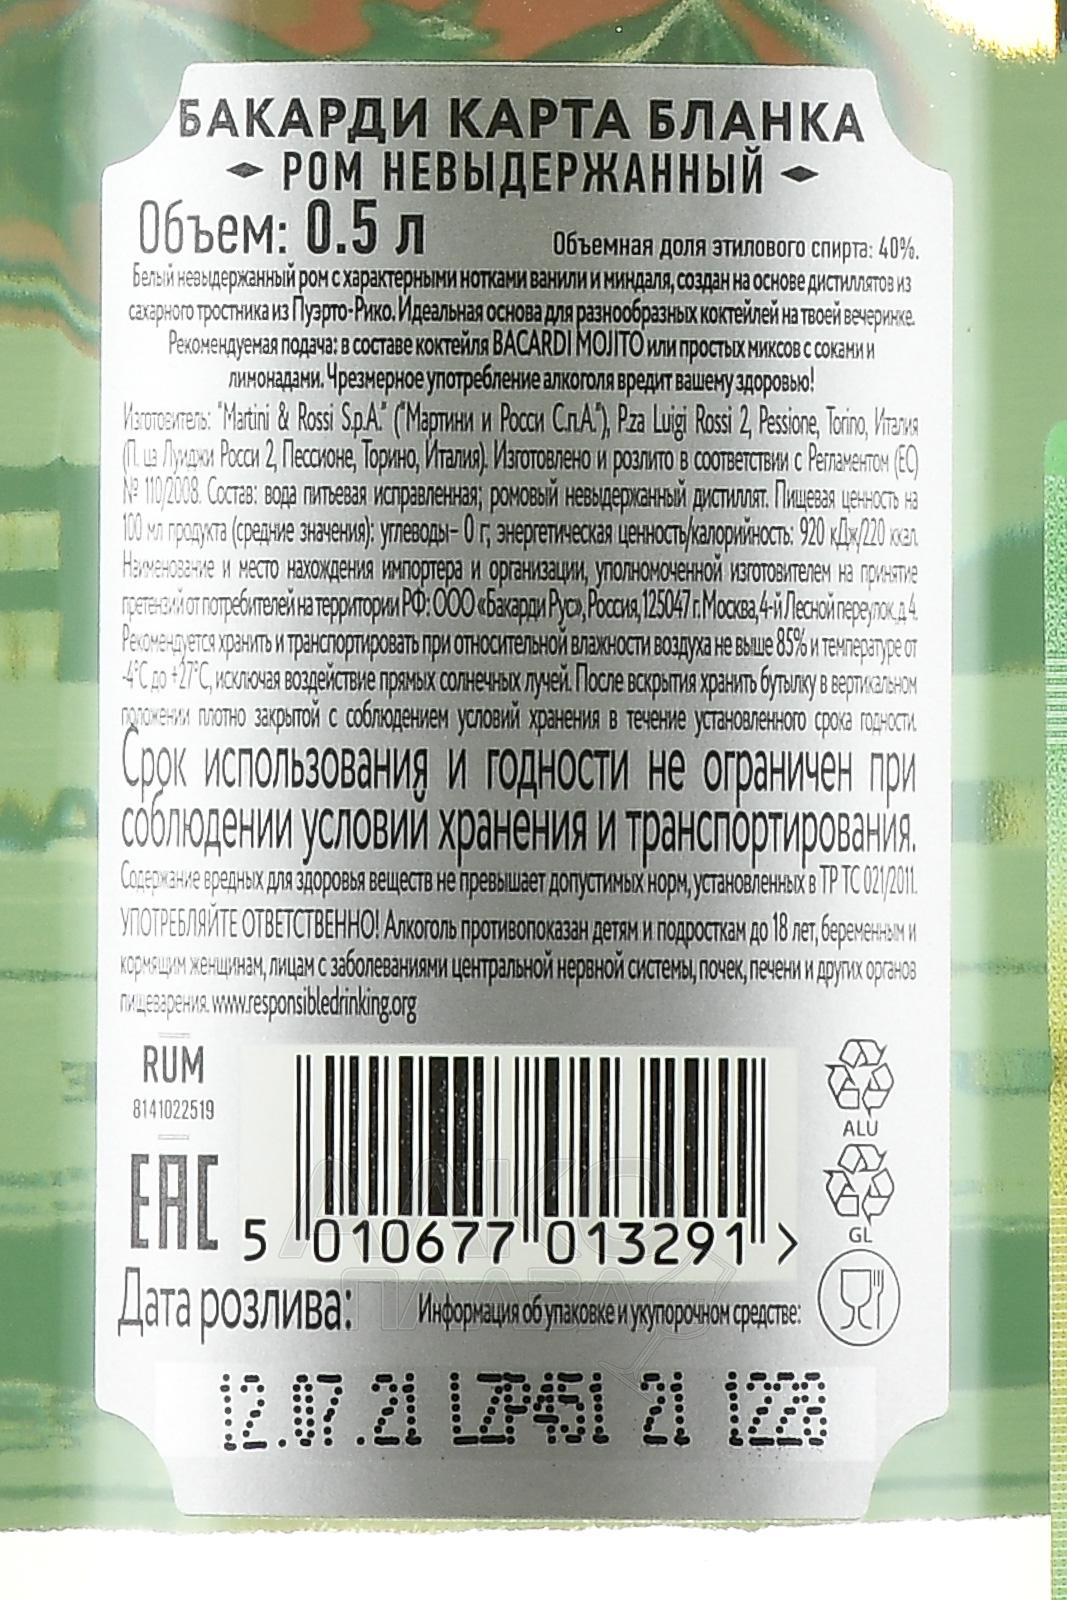 БАКАРДИ КАРТА БЛАНКА
РОМ НЕВЫДЕРЖАННЫЙ
Объем: 0.5 л
Объемная доля этилового спирта: 40%.
Белый невыдержанный ром с характерными нотками ванили и миндаля, создан на основе дистиллятов из
сахарного тростника из Пуэрто-Рико. Идеальная основа для разнообразных коктейлей на твоей вечеринке.
Рекомендуемая подача: в составе коктейля BACARDI MOJITO или простых миксов с соками и
лимонадами. Чрезмерное употребление алкоголя вредит вашему здоровью!
Изготовитель: "Martini & Rossi S.p.A." ("Мартини и Росси С.п.А."), P.za Luigi Rossi 2, Pessione, Torino, Италия
(П. ца Луиджи Росси 2, Пессионе, Торино, Италия). Изготовлено и розлито в соответствии с Регламентом (ЕС)
№ 110/2008. Состав: вода питьевая исправленная; ромовый невыдержанный дистиллят. Пищевая ценность на
100 мл продукта (средние значения): углеводы– 0 г; энергетическая ценность/калорийность: 920 кДж/220 ккал.
Наименование и место нахождения импортера и организации, уполномоченной изготовителем на принятие
претензий от потребителей на территории РФ: ООО «Бакарди Рус», Россия, 125047 г. Москва, 4-й Лесной переулок, д 4.
Рекомендуется хранить и транспортировать при относительной влажности воздуха не выше 85% и температуре от
-4°С до +27°С, исключая воздействие прямых солнечных лучей. После вскрытия хранить бутылку в вертикальном
положении плотно закрытой с соблюдением условий хранения в течение установленного срока годности.
Срок использования и годности не ограничен при
соблюдении условий хранения и транспортирования.
Содержание вредных для здоровья веществ не превышает допустимых норм, установленных в ТР ТС 021/2011.
УПОТРЕБЛЯЙТЕ ОТВЕТСТВЕННО! Алкоголь противопоказан детям и подросткам до 18 лет, беременным и
кормящим женщинам, лицам с заболеваниями центральной нервной системы, почек, печени и других органов
пищеварения. www.responsibledrinking.org
RUM
8141022519
EAC
ALU
GL
5 010677 013291 >
Дата розлива:
Информация об упаковке и укупорочном средстве:
12.07.21 LZP451 21 1228